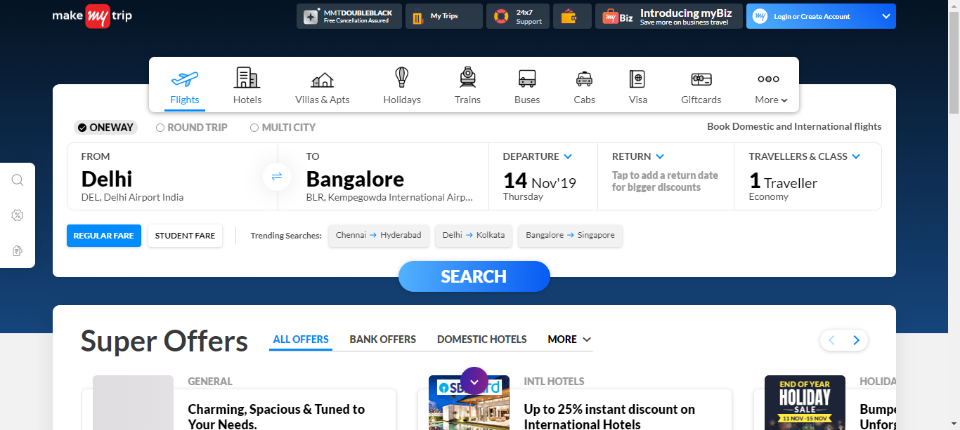 make my trip
MMTDOUBLEBLACK
Free Cancellation Assured
My Trips
24x7
Support
my Biz
Introducing myBiz
Save more on business travel
my
Login or Create Account
Flights
Hotels
Villas & Apts
Holidays
Trains
Buses
Cabs
Visa
Giftcards
More
ONEWAY
ROUND TRIP
MULTI CITY
Book Domestic and International flights
FROM
Delhi
DEL, Delhi Airport India
TO
Bangalore
BLR, Kempegowda International Airp...
DEPARTURE
14 Nov'19
Thursday
RETURN
Tap to add a return date
for bigger discounts
TRAVELLERS & CLASS
1 Traveller
Economy
REGULAR FARE
STUDENT FARE
Trending Searches:
Chennai → Hyderabad
Delhi → Kolkata
Bangalore → Singapore
SEARCH
Super Offers
ALL OFFERS
BANK OFFERS
DOMESTIC HOTELS
MORE
GENERAL
Charming, Spacious & Tuned to
Your Needs.
INTL HOTELS
Up to 25% instant discount on
International Hotels
END OF YEAR
HOLIDAY
SALE
11 NOV -15 NOV
HOLIDA
Bumpe
Unforg